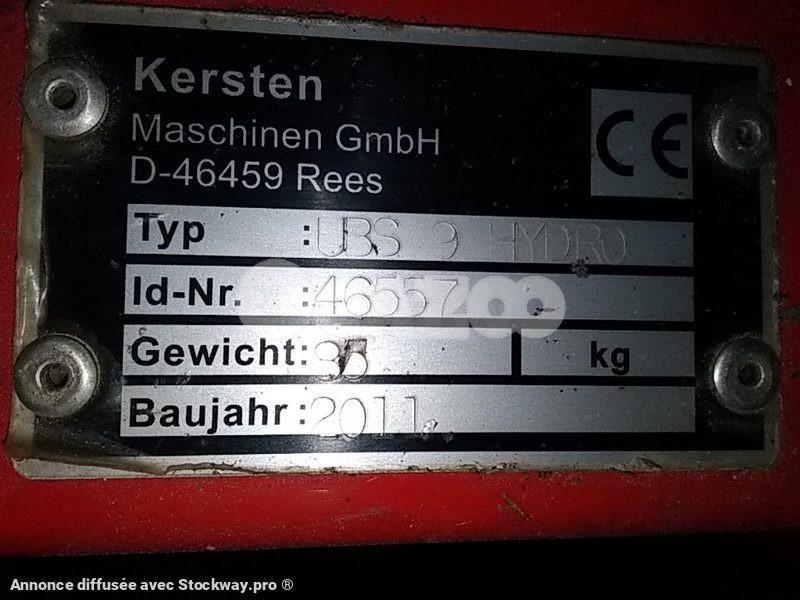 Kersten
Maschinen GmbH
D-46459 Rees
CE
Typ : UBS 9 HYDRO
Id-Nr. : 46557
Gewicht: kg
Baujahr : 2011
Annonce diffusée avec Stockway.pro ®